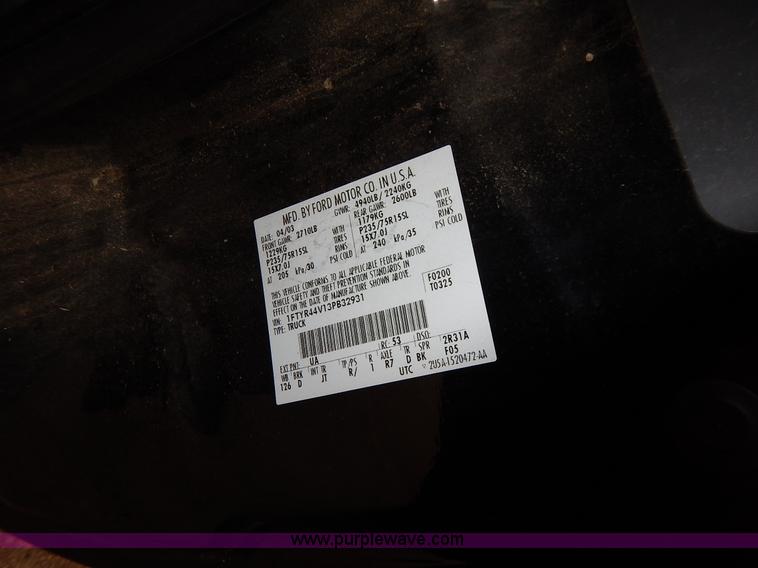 MFD. BY FORD MOTOR CO. IN U.S.A.
DATE: 04/03 GVWR: 4940LB/ 2240KG
FRONT GAWR: 2710LB REAR GAWR: 2600LB
1229KG WITH 1179KG WITH
P235/75R15SL TIRES P235/75R15SL TIRES
15X7.0J RIMS 15X7.0J RIMS
AT 205 kPa/30 PSI COLD AT 240 kPa/35 PSI COLD
THIS VEHICLE CONFORMS TO ALL APPLICABLE FEDERAL MOTOR
VEHICLE SAFETY AND THEFT PREVENTION STANDARDS IN
EFFECT ON THE DATE OF MANUFACTURE SHOWN ABOVE.
VIN: 1FTYR44V13PB32931 F0200
TYPE: TRUCK T0325
EXT PNT: UA RC: 53 DSO: 2R31A
WB BRK INT TR TP/PS R AXLE TR SPR F05
126 D JT R/ 1 R7 D BK
UTC 2U5A-1520472-AA
www.purplewave.com